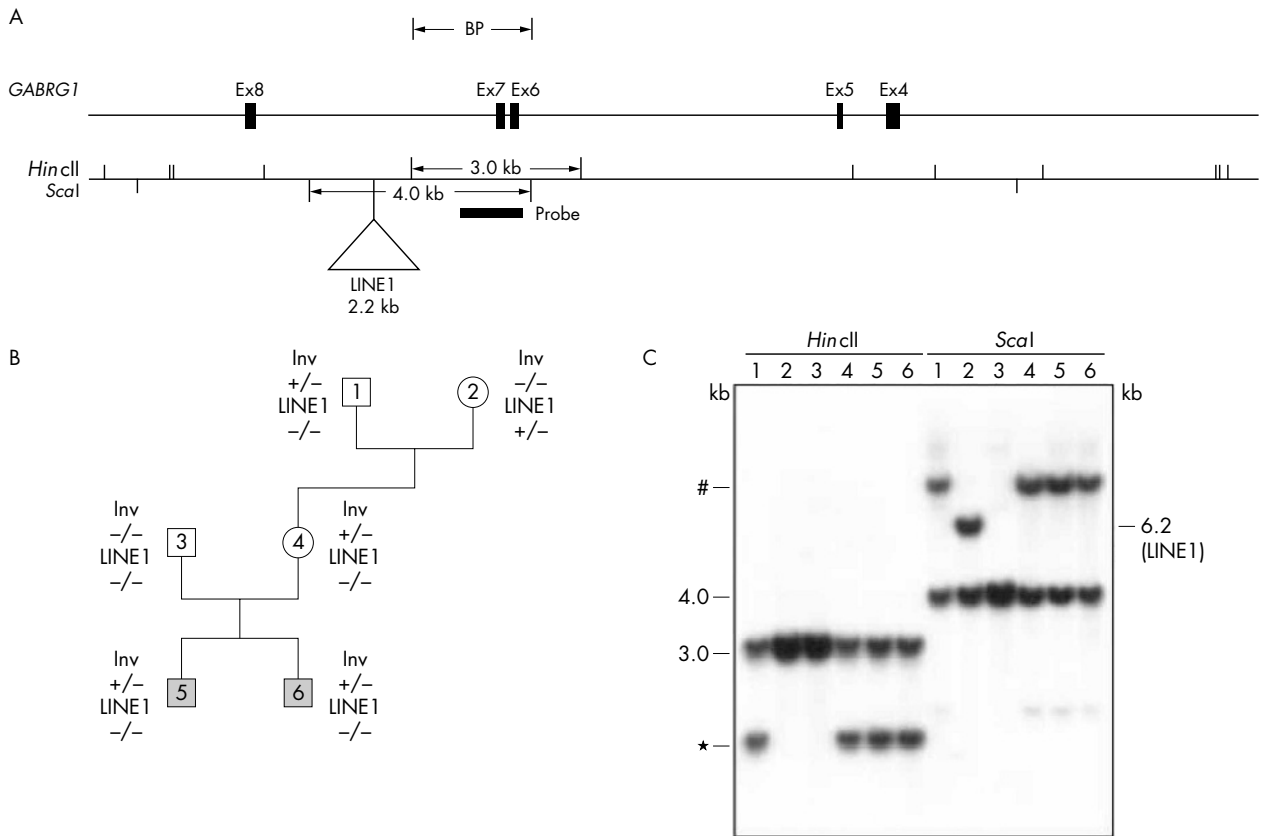 A
BP
GABRG1
Ex8
Ex7 Ex6
Ex5
Ex4
HincII
3.0 kb
ScaI
4.0 kb
Probe
LINE1
2.2 kb
B
Inv
+/–
LINE1
–/–
1
2
Inv
–/–
LINE1
+/–
Inv
–/–
LINE1
–/–
3
4
Inv
+/–
LINE1
–/–
Inv
+/–
LINE1
–/–
5
6
Inv
+/–
LINE1
–/–
C
HincII
ScaI
1 2 3 4 5 6
1 2 3 4 5 6
kb
kb
#
6.2
(LINE1)
4.0
3.0
★